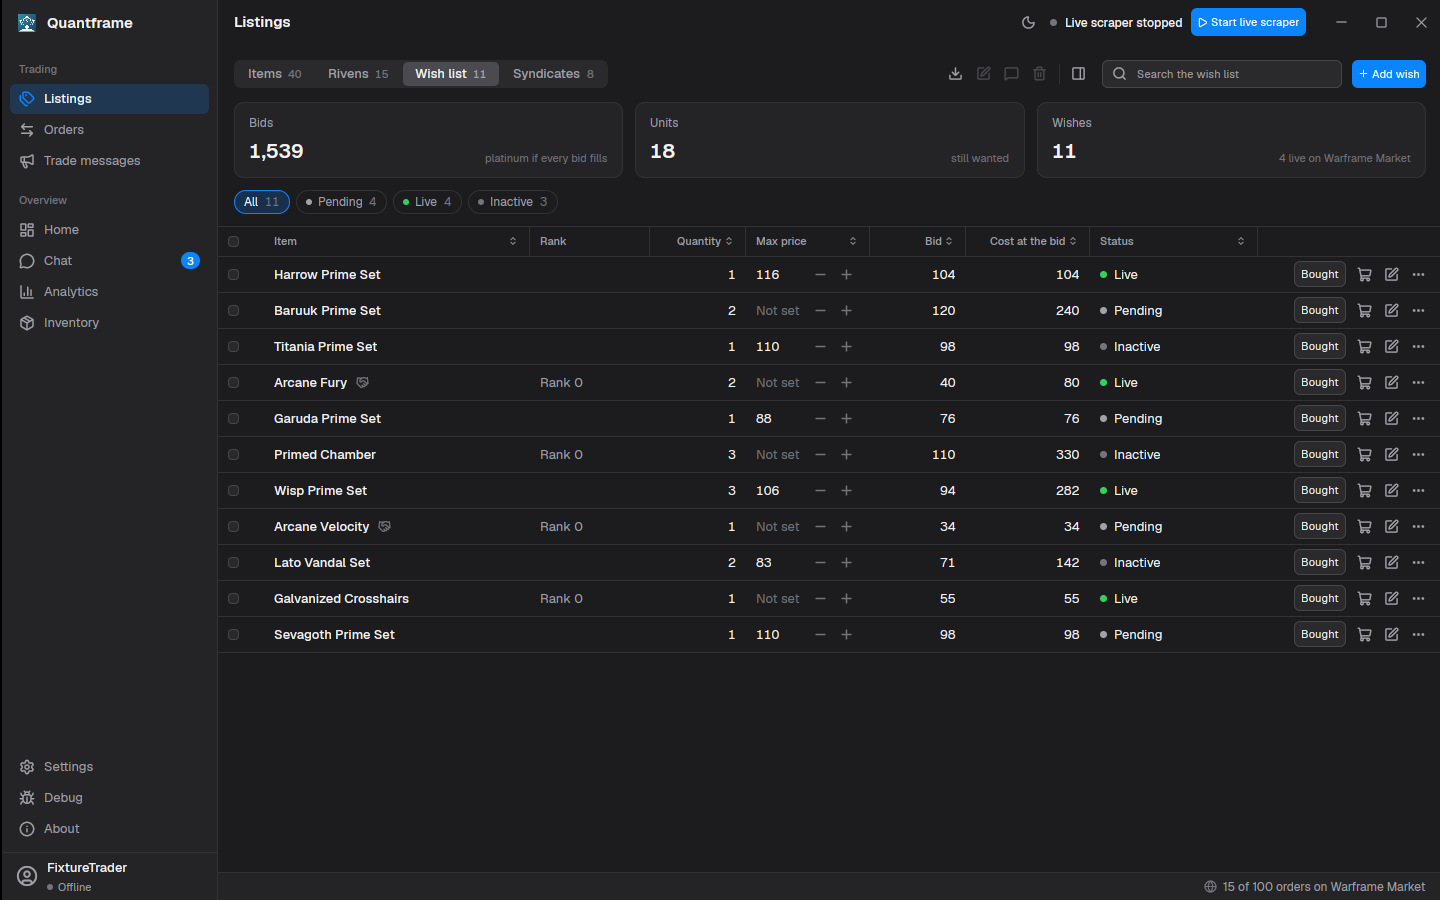 Quantframe
Trading
Listings
Orders
Trade messages
Overview
Home
Chat 3
Analytics
Inventory
Settings
Debug
About
FixtureTrader
Offline
Listings
Live scraper stopped
Start live scraper
Items 40
Rivens 15
Wish list 11
Syndicates 8
Search the wish list
+ Add wish
Bids
1,539
platinum if every bid fills
Units
18
still wanted
Wishes
11
4 live on Warframe Market
All 11
Pending 4
Live 4
Inactive 3
Item Rank Quantity Max price Bid Cost at the bid Status
Harrow Prime Set 1 116 104 104 Live Bought
Baruuk Prime Set 2 Not set 120 240 Pending Bought
Titania Prime Set 1 110 98 98 Inactive Bought
Arcane Fury Rank 0 2 Not set 40 80 Live Bought
Garuda Prime Set 1 88 76 76 Pending Bought
Primed Chamber Rank 0 3 Not set 110 330 Inactive Bought
Wisp Prime Set 3 106 94 282 Live Bought
Arcane Velocity Rank 0 1 Not set 34 34 Pending Bought
Lato Vandal Set 2 83 71 142 Inactive Bought
Galvanized Crosshairs Rank 0 1 Not set 55 55 Live Bought
Sevagoth Prime Set 1 110 98 98 Pending Bought
15 of 100 orders on Warframe Market